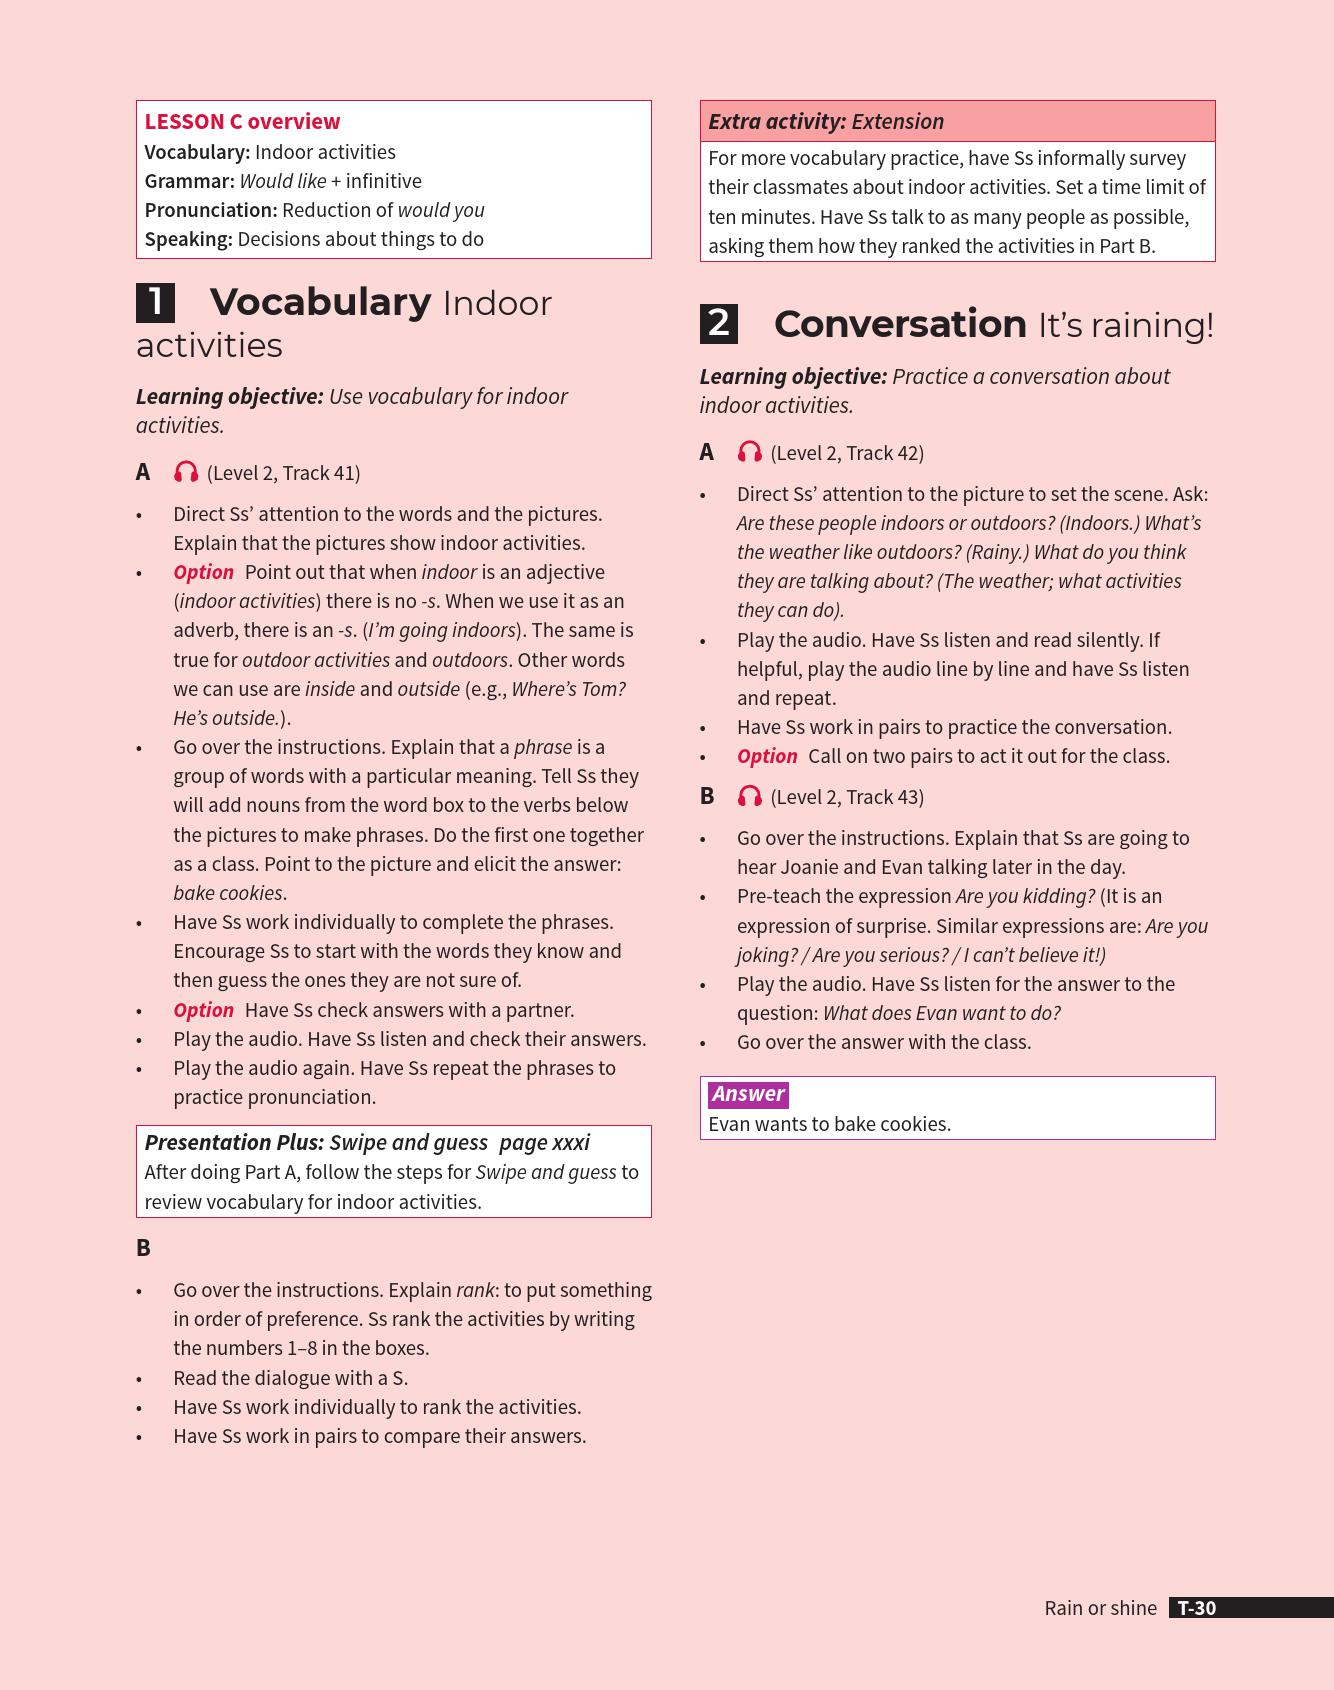 LESSON C overview
Vocabulary: Indoor activities
Grammar: Would like + infinitive
Pronunciation: Reduction of would you
Speaking: Decisions about things to do
1 Vocabulary Indoor
activities
Learning objective: Use vocabulary for indoor
activities.
A (Level 2, Track 41)
• Direct Ss’ attention to the words and the pictures.
Explain that the pictures show indoor activities.
• Option Point out that when indoor is an adjective
(indoor activities) there is no -s. When we use it as an
adverb, there is an -s. (I’m going indoors). The same is
true for outdoor activities and outdoors. Other words
we can use are inside and outside (e.g., Where’s Tom?
He’s outside.).
• Go over the instructions. Explain that a phrase is a
group of words with a particular meaning. Tell Ss they
will add nouns from the word box to the verbs below
the pictures to make phrases. Do the first one together
as a class. Point to the picture and elicit the answer:
bake cookies.
• Have Ss work individually to complete the phrases.
Encourage Ss to start with the words they know and
then guess the ones they are not sure of.
• Option Have Ss check answers with a partner.
• Play the audio. Have Ss listen and check their answers.
• Play the audio again. Have Ss repeat the phrases to
practice pronunciation.
Presentation Plus: Swipe and guess page xxxi
After doing Part A, follow the steps for Swipe and guess to
review vocabulary for indoor activities.
B
• Go over the instructions. Explain rank: to put something
in order of preference. Ss rank the activities by writing
the numbers 1–8 in the boxes.
• Read the dialogue with a S.
• Have Ss work individually to rank the activities.
• Have Ss work in pairs to compare their answers.
Extra activity: Extension
For more vocabulary practice, have Ss informally survey
their classmates about indoor activities. Set a time limit of
ten minutes. Have Ss talk to as many people as possible,
asking them how they ranked the activities in Part B.
2 Conversation It’s raining!
Learning objective: Practice a conversation about
indoor activities.
A (Level 2, Track 42)
• Direct Ss’ attention to the picture to set the scene. Ask:
Are these people indoors or outdoors? (Indoors.) What’s
the weather like outdoors? (Rainy.) What do you think
they are talking about? (The weather; what activities
they can do).
• Play the audio. Have Ss listen and read silently. If
helpful, play the audio line by line and have Ss listen
and repeat.
• Have Ss work in pairs to practice the conversation.
• Option Call on two pairs to act it out for the class.
B (Level 2, Track 43)
• Go over the instructions. Explain that Ss are going to
hear Joanie and Evan talking later in the day.
• Pre-teach the expression Are you kidding? (It is an
expression of surprise. Similar expressions are: Are you
joking? / Are you serious? / I can’t believe it!)
• Play the audio. Have Ss listen for the answer to the
question: What does Evan want to do?
• Go over the answer with the class.
Answer
Evan wants to bake cookies.
Rain or shine T-30